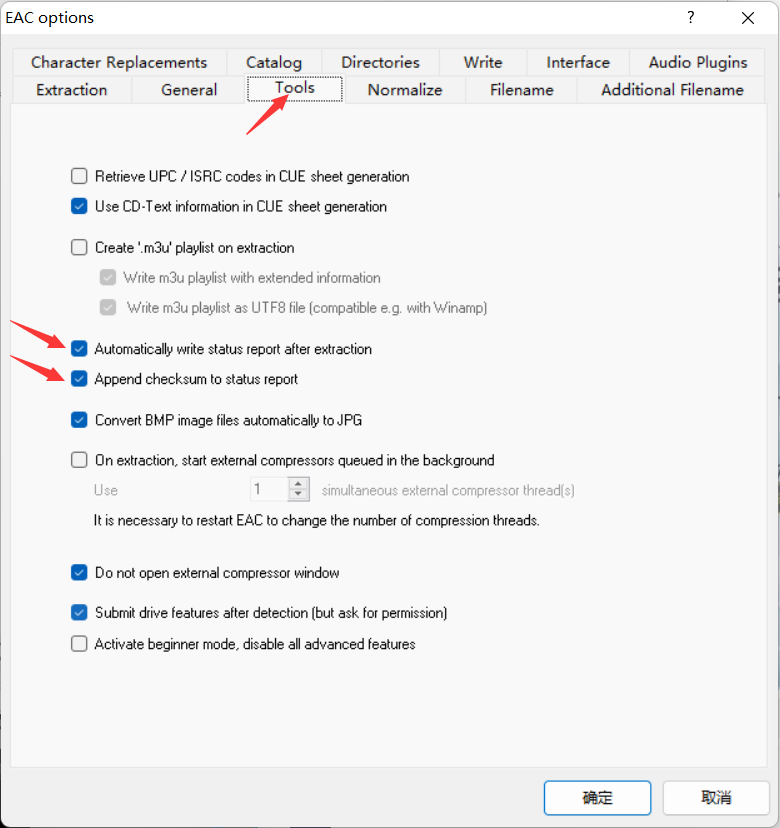 EAC options
?
Character Replacements Catalog Directories Write Interface Audio Plugins
Extraction General Tools Normalize Filename Additional Filename
Retrieve UPC / ISRC codes in CUE sheet generation
Use CD-Text information in CUE sheet generation
Create '.m3u' playlist on extraction
Write m3u playlist with extended information
Write m3u playlist as UTF8 file (compatible e.g. with Winamp)
Automatically write status report after extraction
Append checksum to status report
Convert BMP image files automatically to JPG
On extraction, start external compressors queued in the background
Use 1 simultaneous external compressor thread(s)
It is necessary to restart EAC to change the number of compression threads.
Do not open external compressor window
Submit drive features after detection (but ask for permission)
Activate beginner mode, disable all advanced features
确定 取消